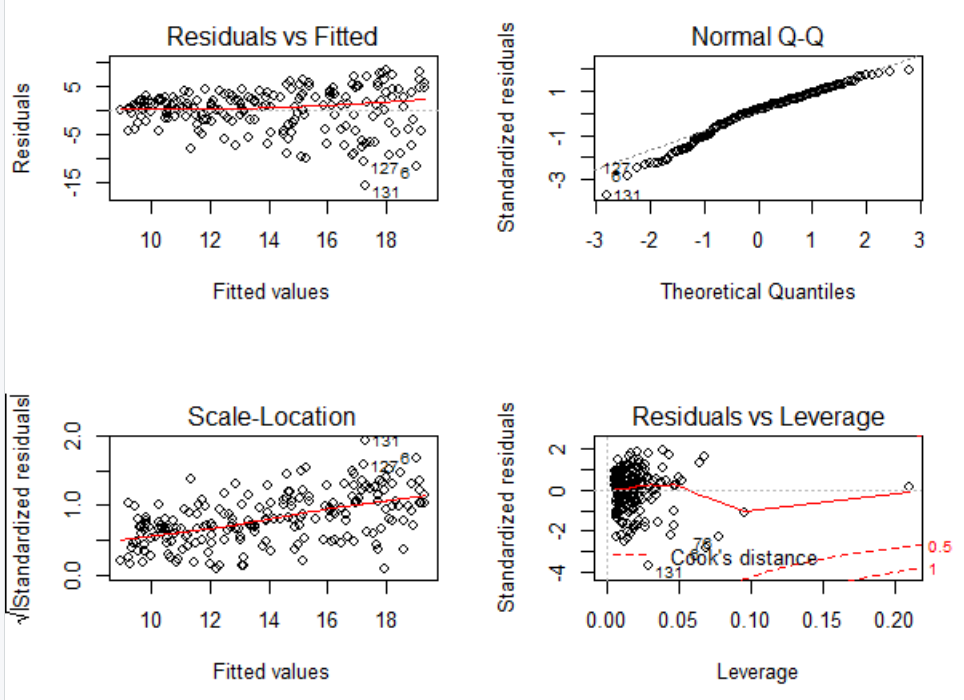 Residuals vs Fitted
Residuals
5
-5
-15
127
6
131
10 12 14 16 18
Fitted values
Normal Q-Q
Standardized residuals
1
-1
-3
127
6
131
-3 -2 -1 0 1 2 3
Theoretical Quantiles
Scale-Location
√|Standardized residuals|
2.0
1.0
0.0
131
127
6
10 12 14 16 18
Fitted values
Residuals vs Leverage
Standardized residuals
2
0
-2
-4
Cook's distance
131
0.5
1
0.00 0.05 0.10 0.15 0.20
Leverage